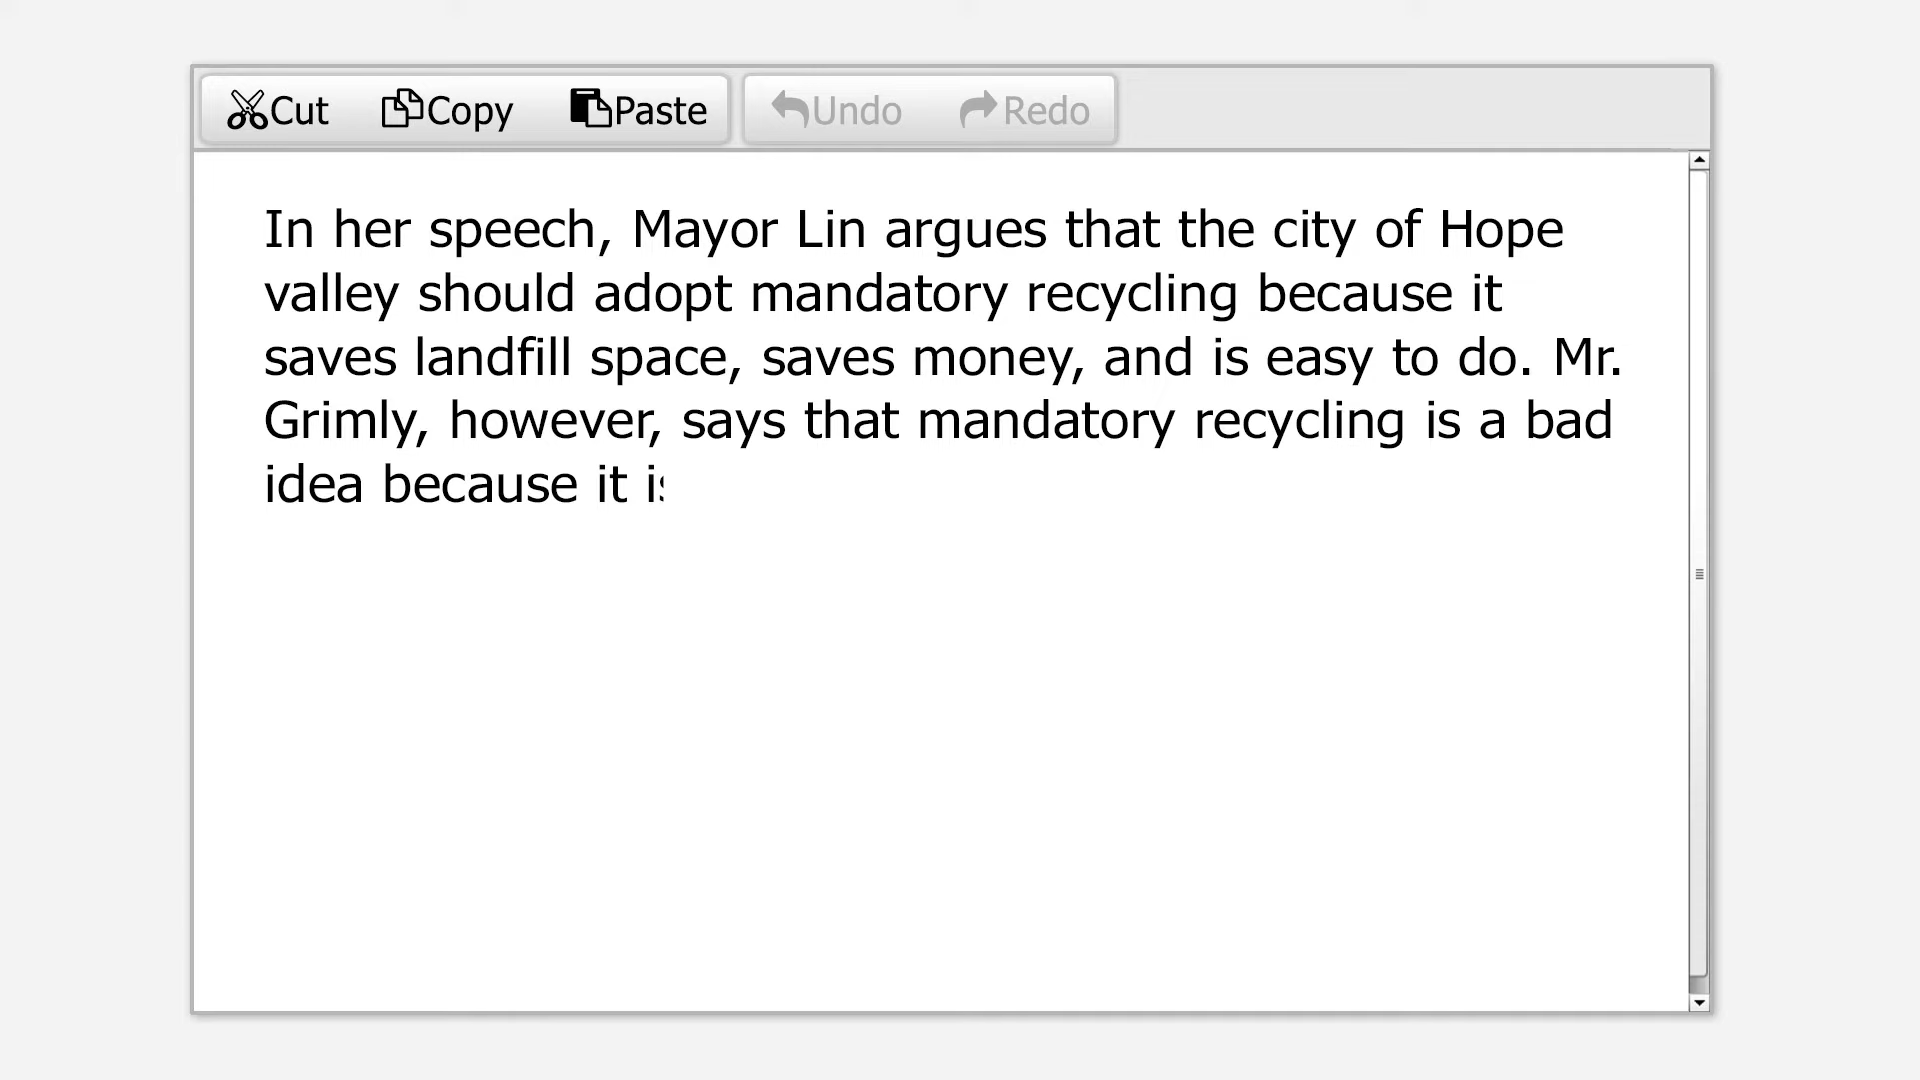 Cut Copy Paste Undo Redo
In her speech, Mayor Lin argues that the city of Hope
valley should adopt mandatory recycling because it
saves landfill space, saves money, and is easy to do. Mr.
Grimly, however, says that mandatory recycling is a bad
idea because it is